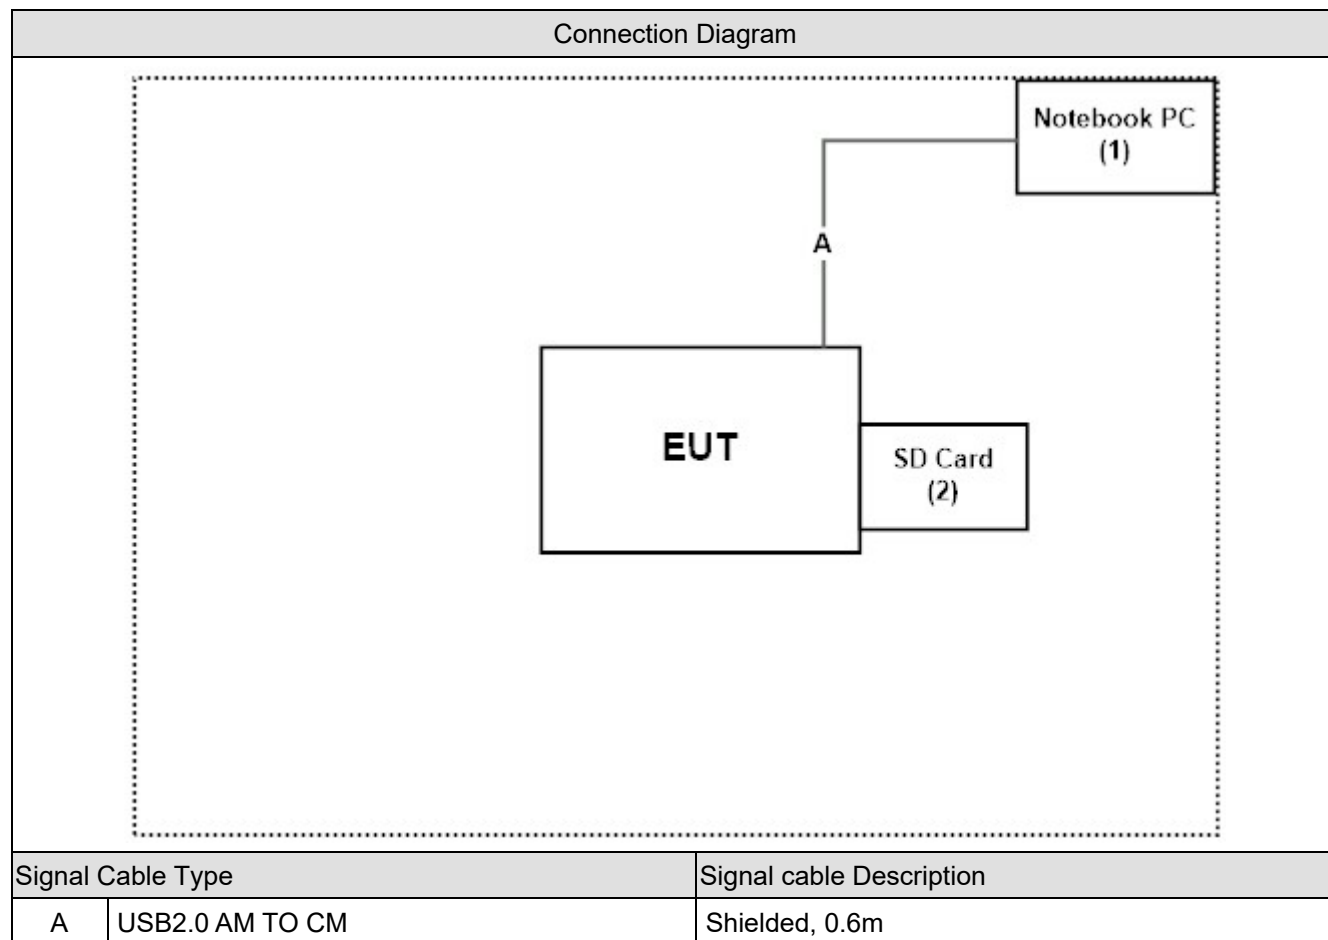 Connection Diagram
Notebook PC
(1)
A
EUT
SD Card
(2)
Signal Cable Type Signal cable Description
A USB2.0 AM TO CM Shielded, 0.6m